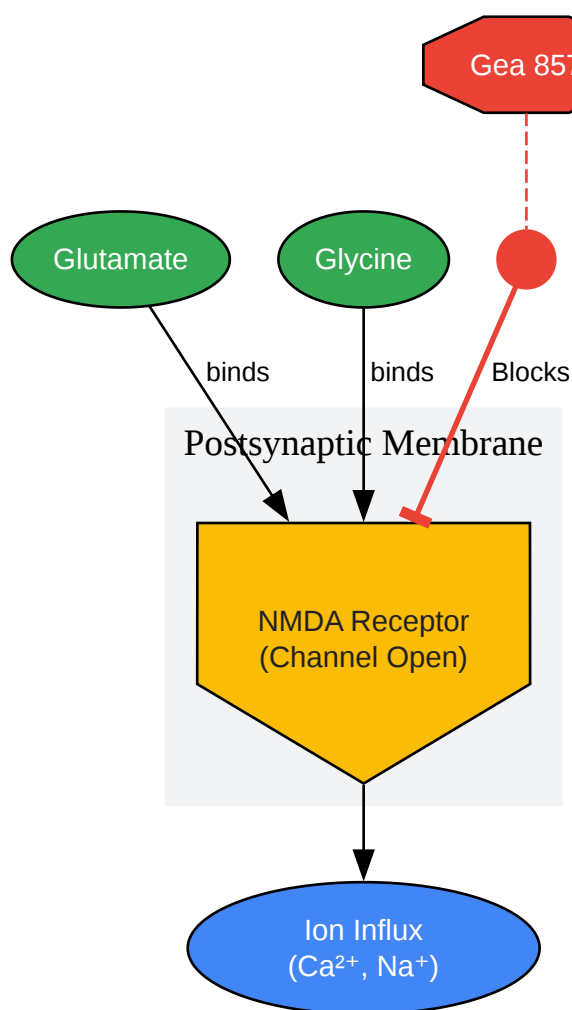 Gea 857
Glutamate
Glycine
binds
binds
Blocks
Postsynaptic Membrane
NMDA Receptor
(Channel Open)
Ion Influx
(Ca²⁺, Na⁺)